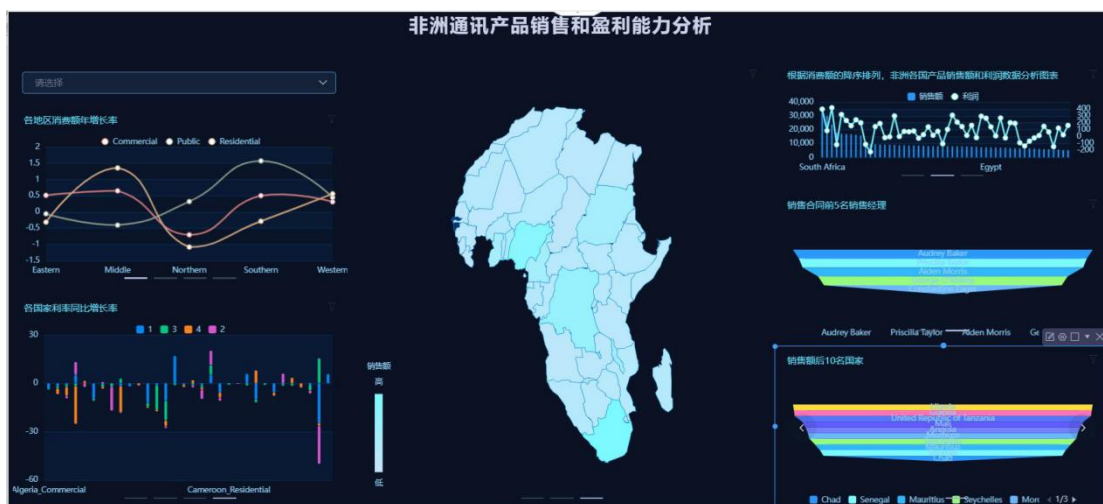 非洲通讯产品销售和盈利能力分析
请选择
各地区消费额年增长率
Commercial Public Residential
2
1.5
1
0.5
0
-0.5
-1
-1.5
Eastern Middle Northern Southern Western
各国家利率同比增长率
1 3 4 2
30
0
-30
-60
Algeria_Commercial Cameroon_Residential
销售额
高
低
根据消费额的降序排列，非洲各国产品销售额和利润数据分析图表
销售额 利润
40,000 400
30,000 300
20,000 200
10,000 100
0
-100
-200
0
South Africa Egypt
销售合同前5名销售经理
Audrey Baker
Aiden Morris
Audrey Baker Priscilla Taylor Aiden Morris Ge
销售额后10名国家
United Republic of Tanzania
Mali
Angola
Chad Senegal Mauritius Seychelles Mon 1/3